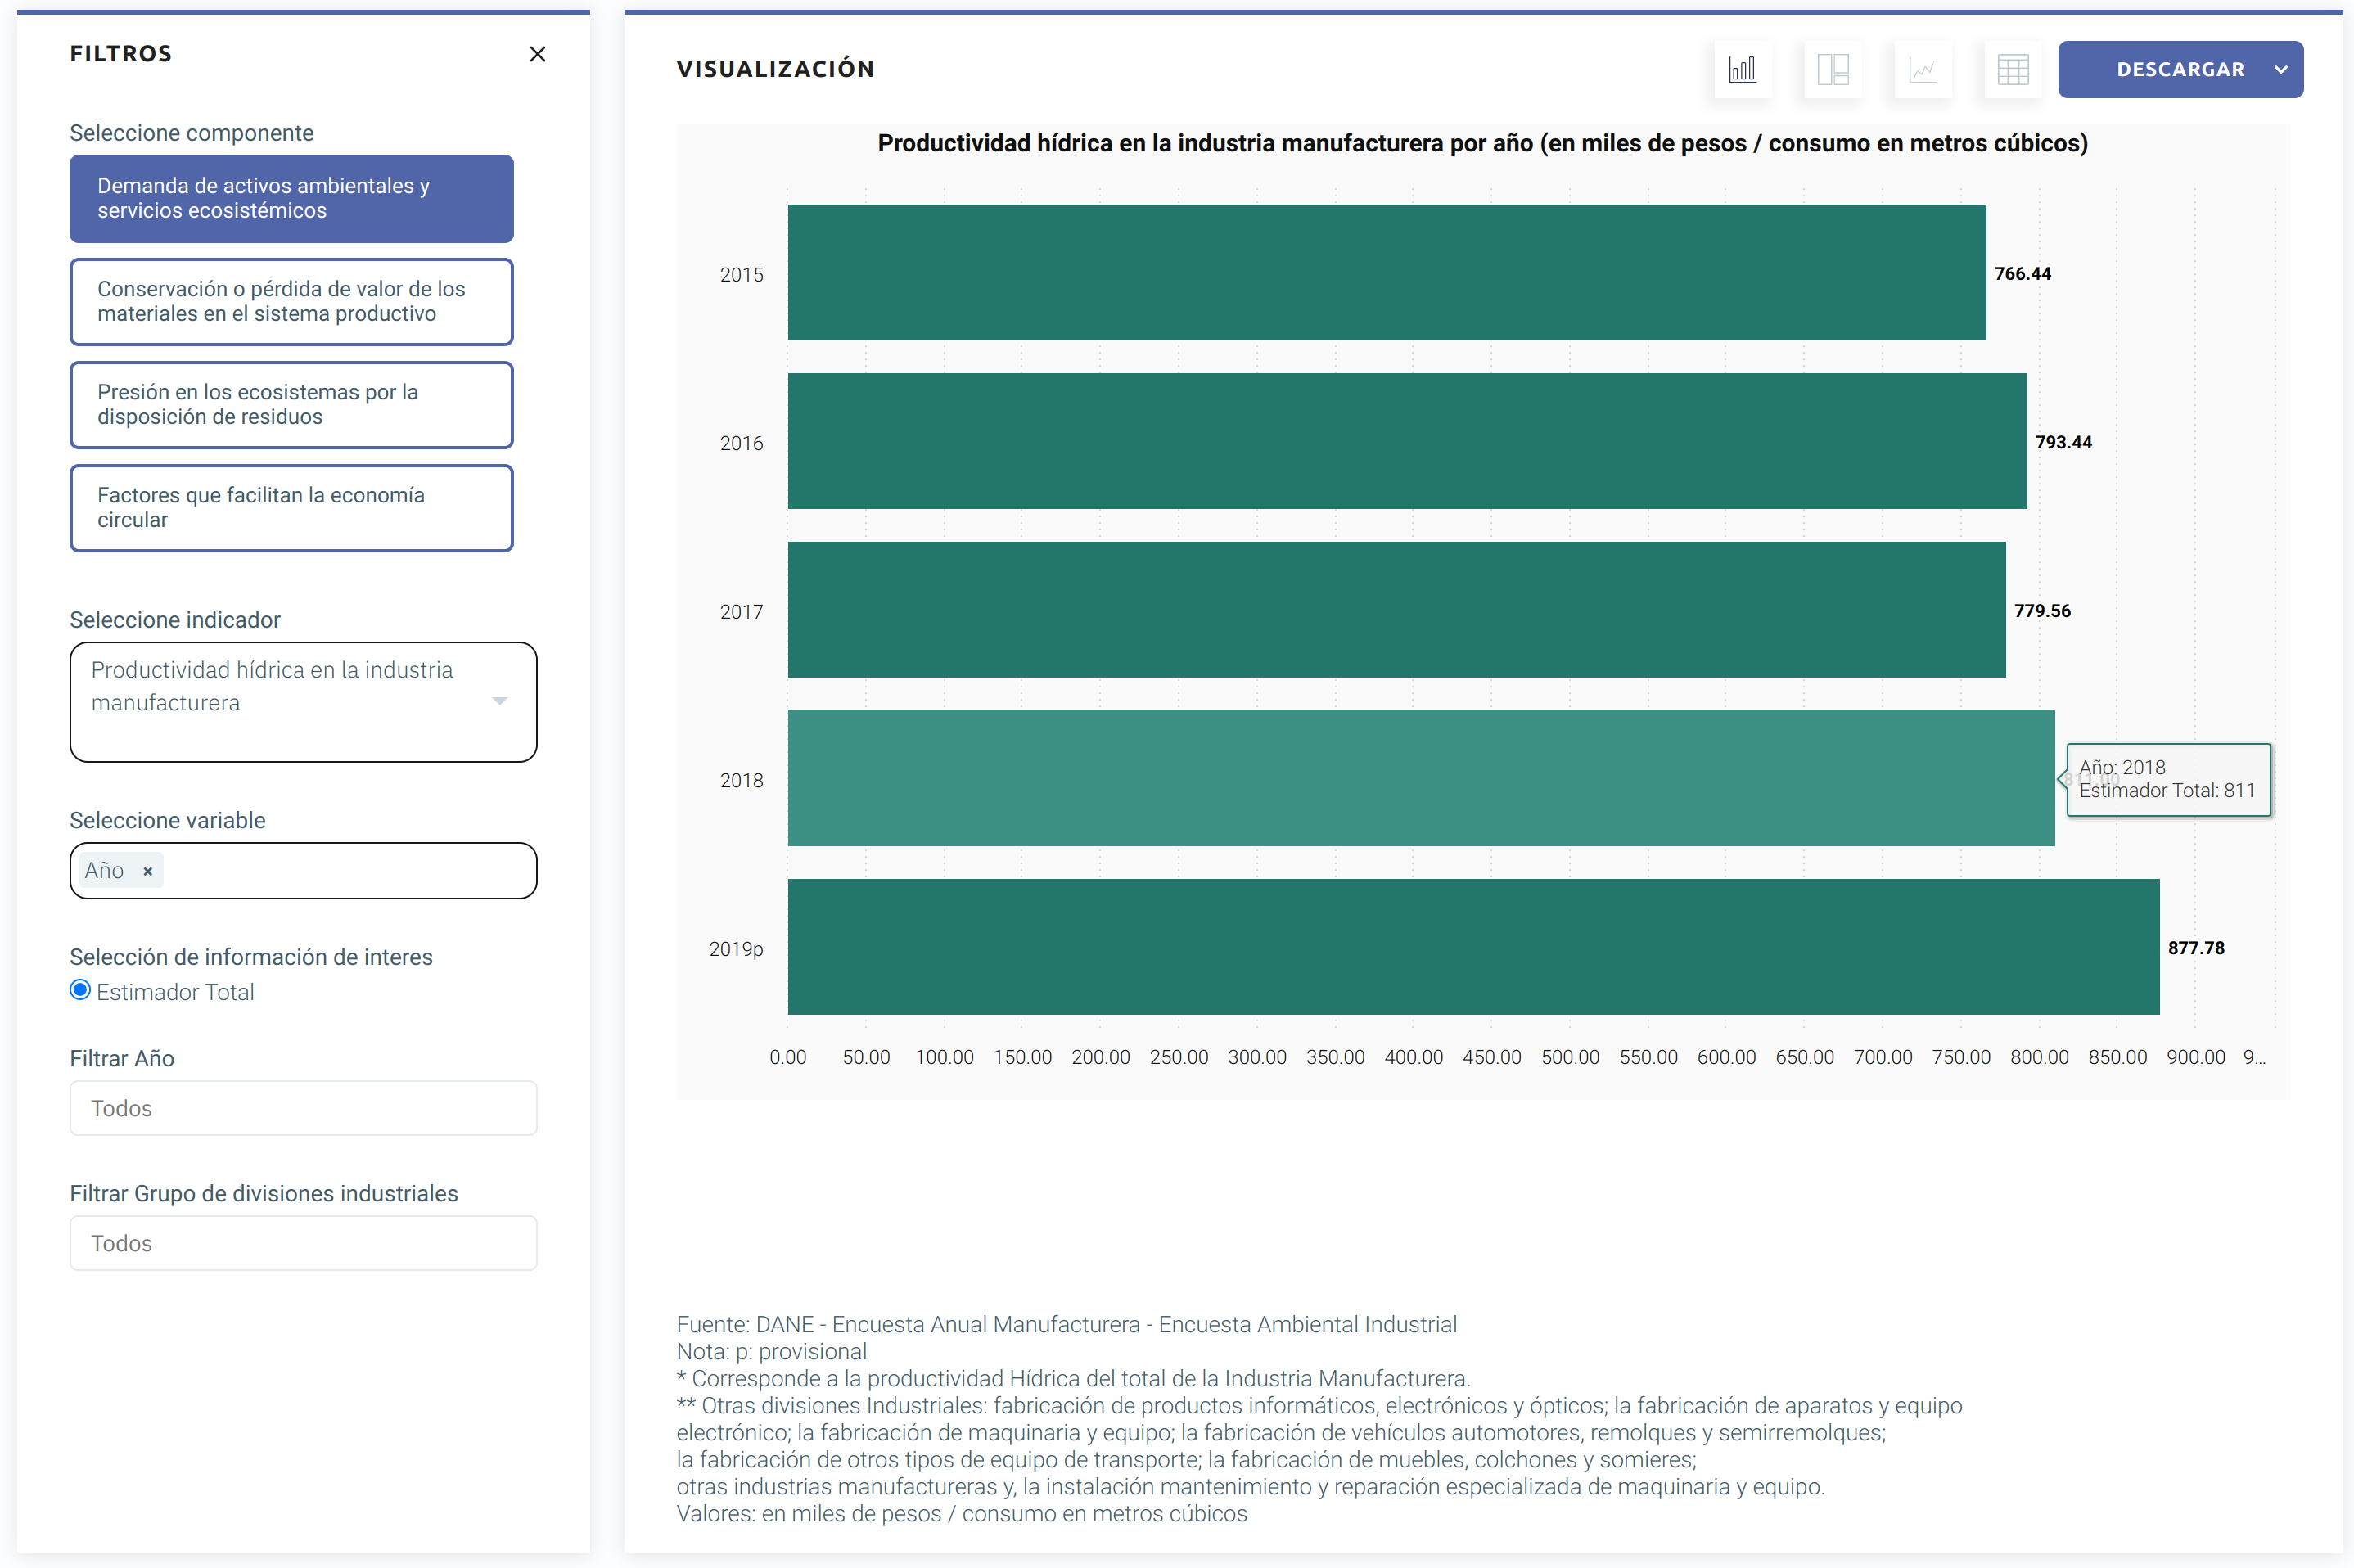 FILTROS
Seleccione componente
Demanda de activos ambientales y
servicios ecosistémicos
Conservación o pérdida de valor de los
materiales en el sistema productivo
Presión en los ecosistemas por la
disposición de residuos
Factores que facilitan la economía
circular
Seleccione indicador
Productividad hídrica en la industria
manufacturera
Seleccione variable
Año ×
Selección de información de interes
Estimador Total
Filtrar Año
Todos
Filtrar Grupo de divisiones industriales
Todos
VISUALIZACIÓN
DESCARGAR
Productividad hídrica en la industria manufacturera por año (en miles de pesos / consumo en metros cúbicos)
2015 766.44
2016 793.44
2017 779.56
2018 811.00
Año: 2018
Estimador Total: 811
2019p 877.78
0.00 50.00 100.00 150.00 200.00 250.00 300.00 350.00 400.00 450.00 500.00 550.00 600.00 650.00 700.00 750.00 800.00 850.00 900.00 9...
Fuente: DANE - Encuesta Anual Manufacturera - Encuesta Ambiental Industrial
Nota: p: provisional
* Corresponde a la productividad Hídrica del total de la Industria Manufacturera.
** Otras divisiones Industriales: fabricación de productos informáticos, electrónicos y ópticos; la fabricación de aparatos y equipo
electrónico; la fabricación de maquinaria y equipo; la fabricación de vehículos automotores, remolques y semirremolques;
la fabricación de otros tipos de equipo de transporte; la fabricación de muebles, colchones y somieres;
otras industrias manufactureras y, la instalación mantenimiento y reparación especializada de maquinaria y equipo.
Valores: en miles de pesos / consumo en metros cúbicos